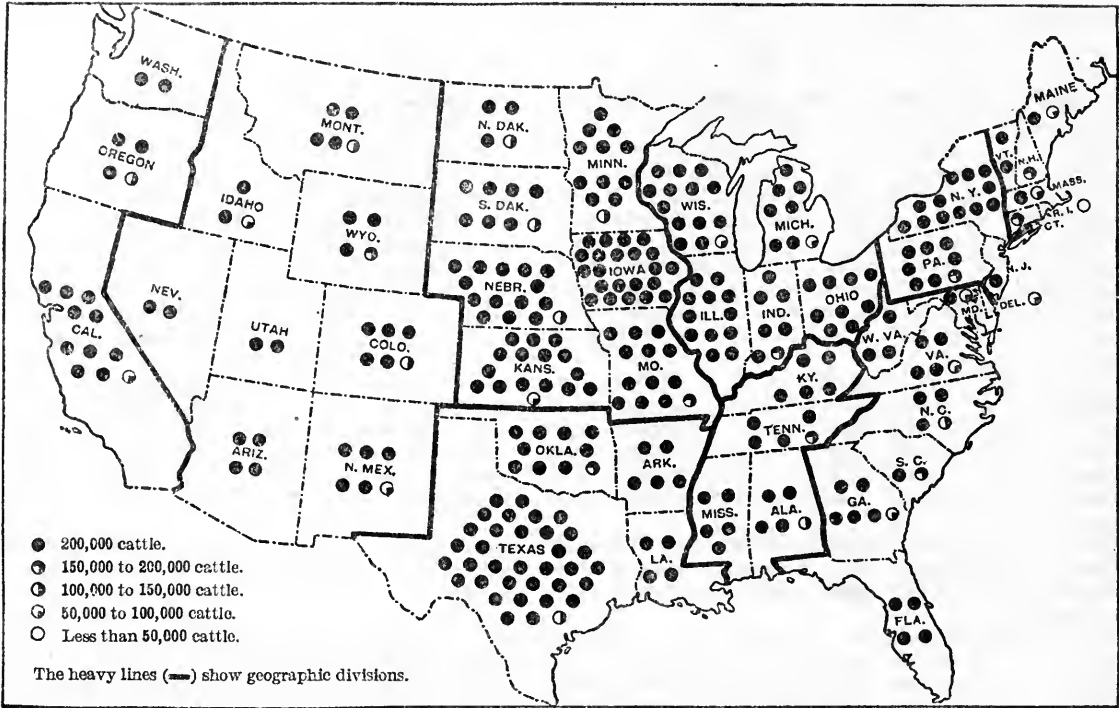 WASH.
OREGON
IDAHO
MONT.
WYO.
NEV.
UTAH
COLO.
CAL.
ARIZ.
N. MEX.
N. DAK.
S. DAK.
NEBR.
KANS.
OKLA.
TEXAS
MINN.
IOWA
MO.
ARK.
LA.
WIS.
MICH.
ILL.
IND.
OHIO
KY.
TENN.
MISS.
ALA.
MAINE
VT.
N.H.
MASS.
R. I.
CT.
N. Y.
PA.
N. J.
DEL.
MD.
W. VA.
VA.
N. C.
S. C.
GA.
FLA.
200,000 cattle.
150,000 to 200,000 cattle.
100,000 to 150,000 cattle.
50,000 to 100,000 cattle.
Less than 50,000 cattle.
The heavy lines (▬) show geographic divisions.